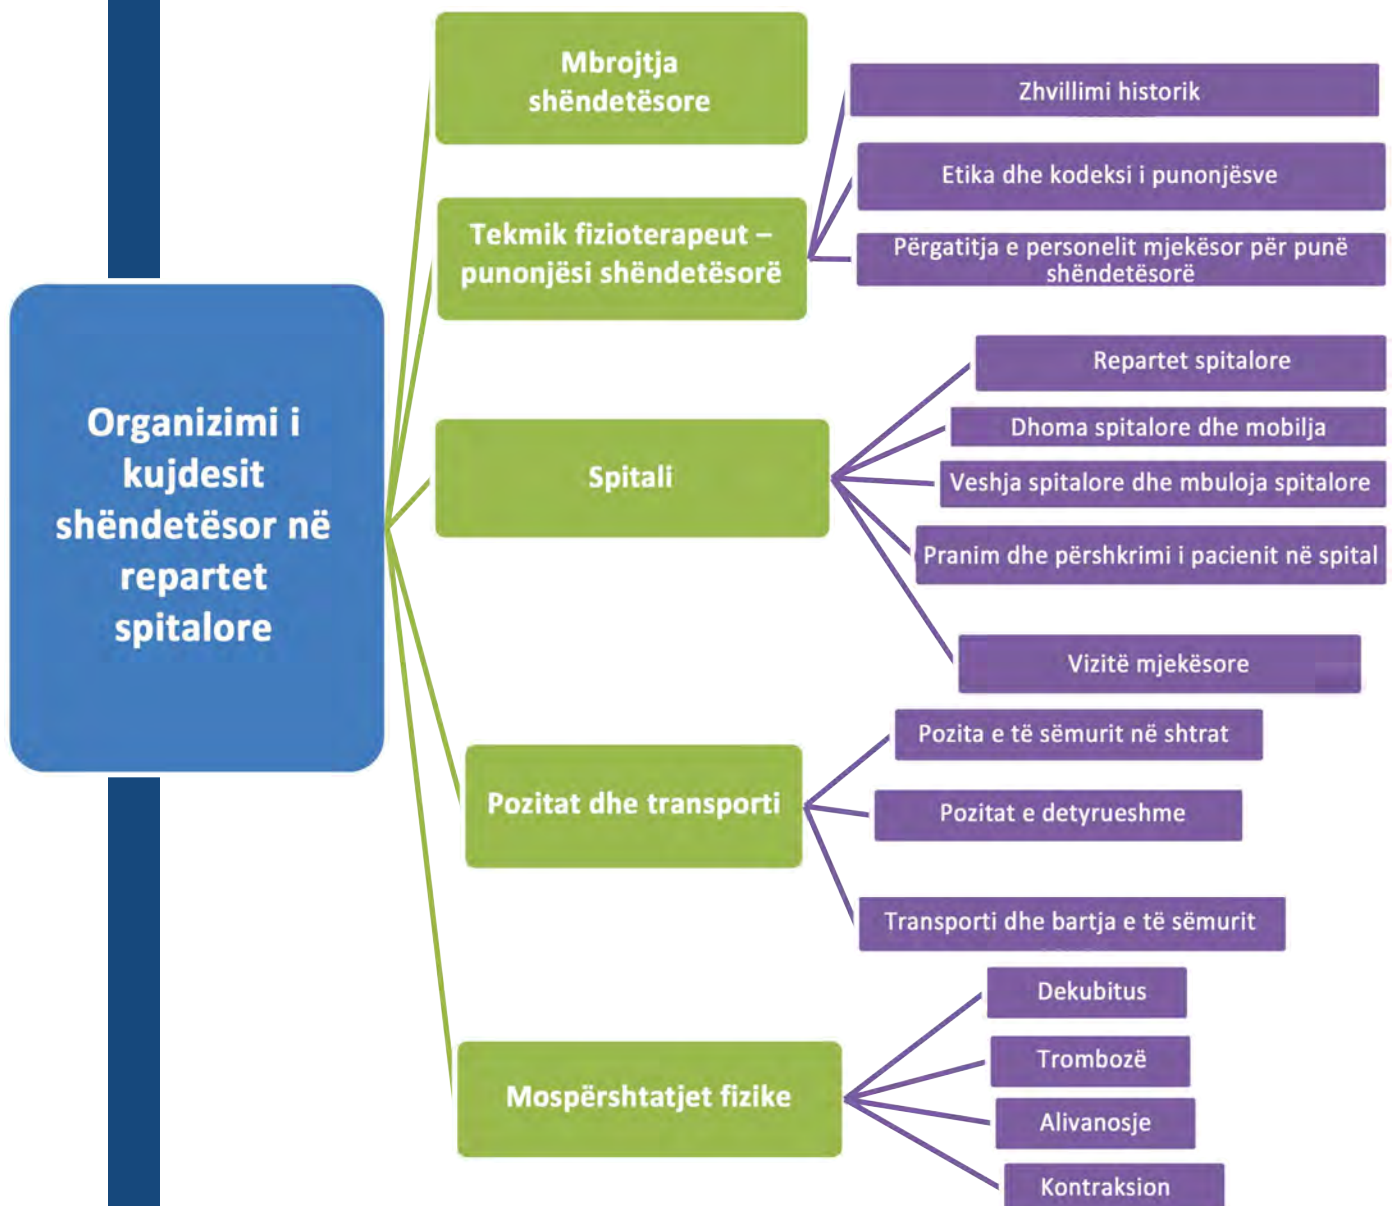 Organizimi i
kujdesit
shëndetësor në
repartet
spitalore
Mbrojtja
shëndetësore
Tekmik fizioterapeut –
punonjësi shëndetësorë
Zhvillimi historik
Etika dhe kodeksi i punonjësve
Përgatitja e personelit mjekësor për punë
shëndetësorë
Spitali
Repartet spitalore
Dhoma spitalore dhe mobilja
Veshja spitalore dhe mbuloja spitalore
Pranim dhe përshkrimi i pacienit në spital
Vizitë mjekësore
Pozitat dhe transporti
Pozita e të sëmurit në shtrat
Pozitat e detyrueshme
Transporti dhe bartja e të sëmurit
Mospërshtatjet fizike
Dekubitus
Trombozë
Alivanosje
Kontraksion